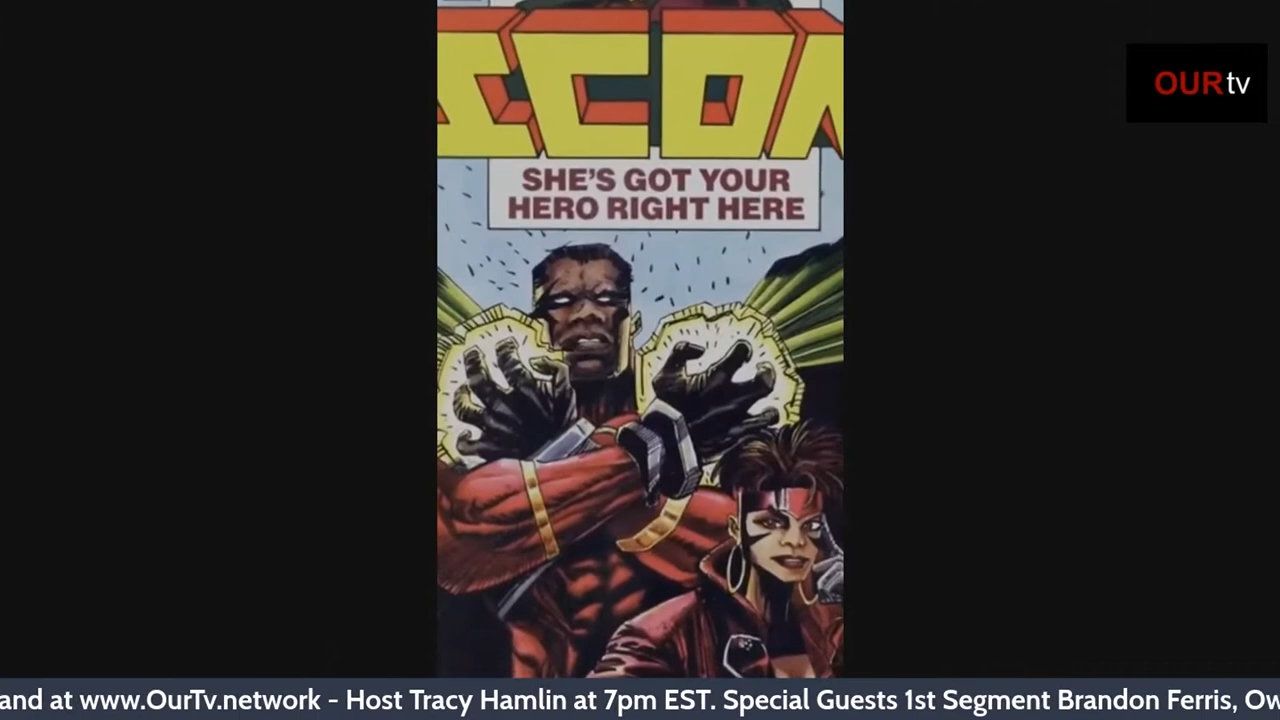 ICON
SHE'S GOT YOUR
HERO RIGHT HERE
OURtv
and at www.OurTv.network - Host Tracy Hamlin at 7pm EST. Special Guests 1st Segment Brandon Ferris, Ow